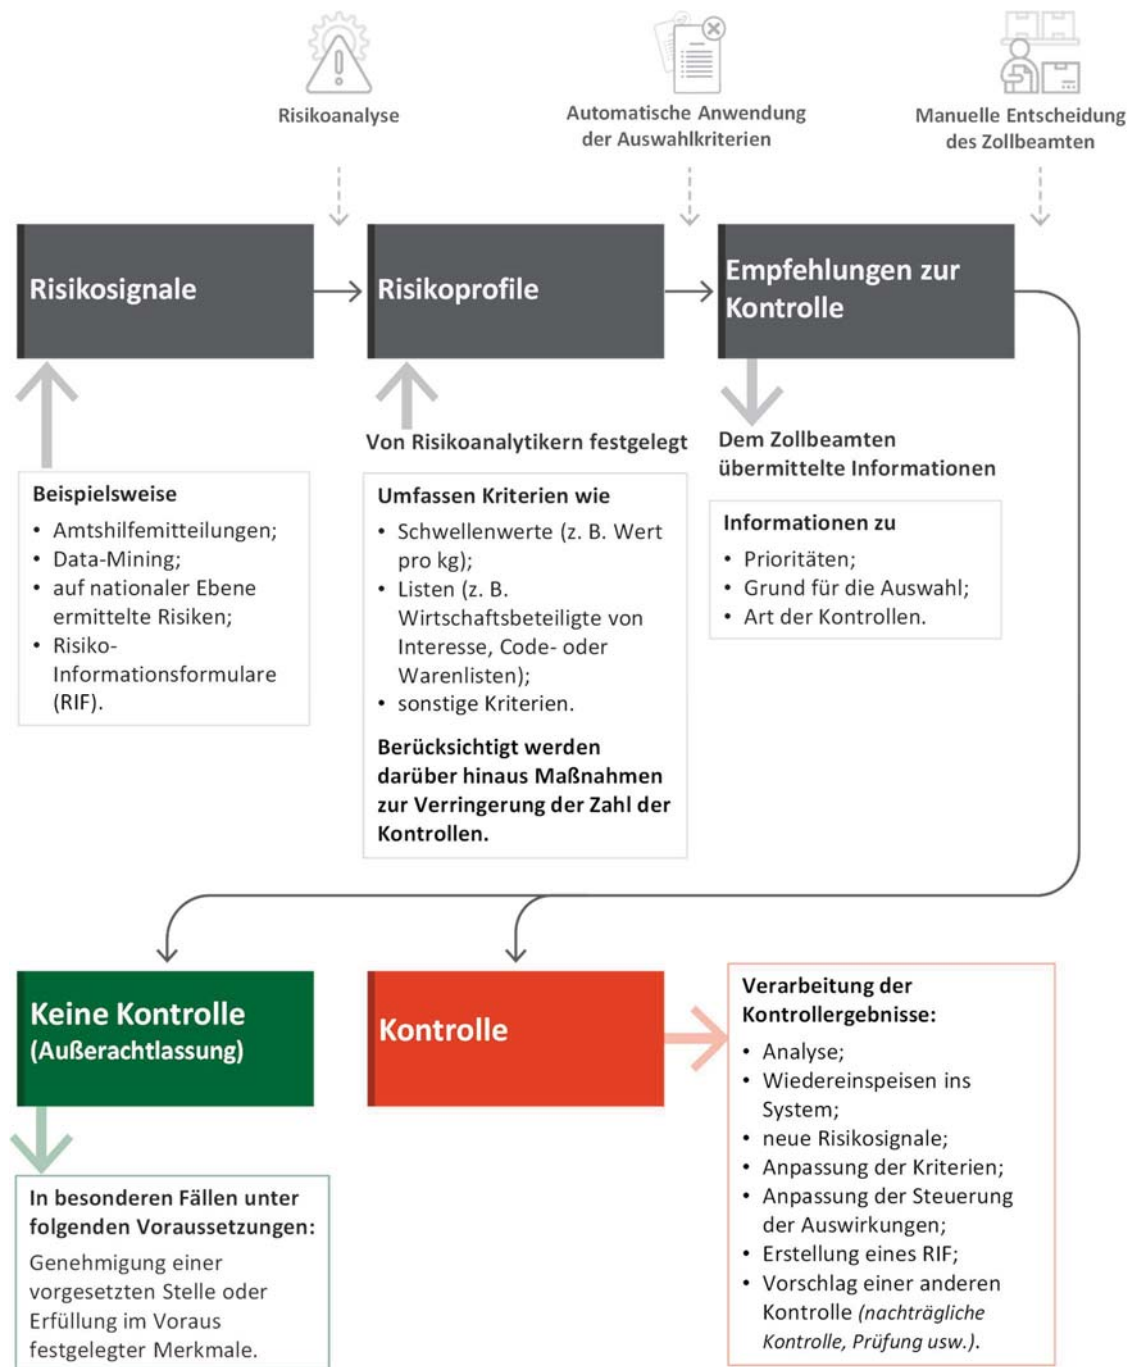 Risikoanalyse
Automatische Anwendung
der Auswahlkriterien
Manuelle Entscheidung
des Zollbeamten
Risikosignale
Risikoprofile
Empfehlungen zur
Kontrolle
Beispielsweise
• Amtshilfemitteilungen;
• Data-Mining;
• auf nationaler Ebene
ermittelte Risiken;
• Risiko-
Informationsformulare
(RIF).
Von Risikoanalytikern festgelegt
Umfassen Kriterien wie
• Schwellenwerte (z. B. Wert
pro kg);
• Listen (z. B.
Wirtschaftsbeteiligte von
Interesse, Code- oder
Warenlisten);
• sonstige Kriterien.
Berücksichtigt werden
darüber hinaus Maßnahmen
zur Verringerung der Zahl der
Kontrollen.
Dem Zollbeamten
übermittelte Informationen
Informationen zu
• Prioritäten;
• Grund für die Auswahl;
• Art der Kontrollen.
Keine Kontrolle
(Außerachtlassung)
In besonderen Fällen unter
folgenden Voraussetzungen:
Genehmigung einer
vorgesetzten Stelle oder
Erfüllung im Voraus
festgelegter Merkmale.
Kontrolle
Verarbeitung der
Kontrollergebnisse:
• Analyse;
• Wiedereinspeisen ins
System;
• neue Risikosignale;
• Anpassung der Kriterien;
• Anpassung der Steuerung
der Auswirkungen;
• Erstellung eines RIF;
• Vorschlag einer anderen
Kontrolle (nachträgliche
Kontrolle, Prüfung usw.).